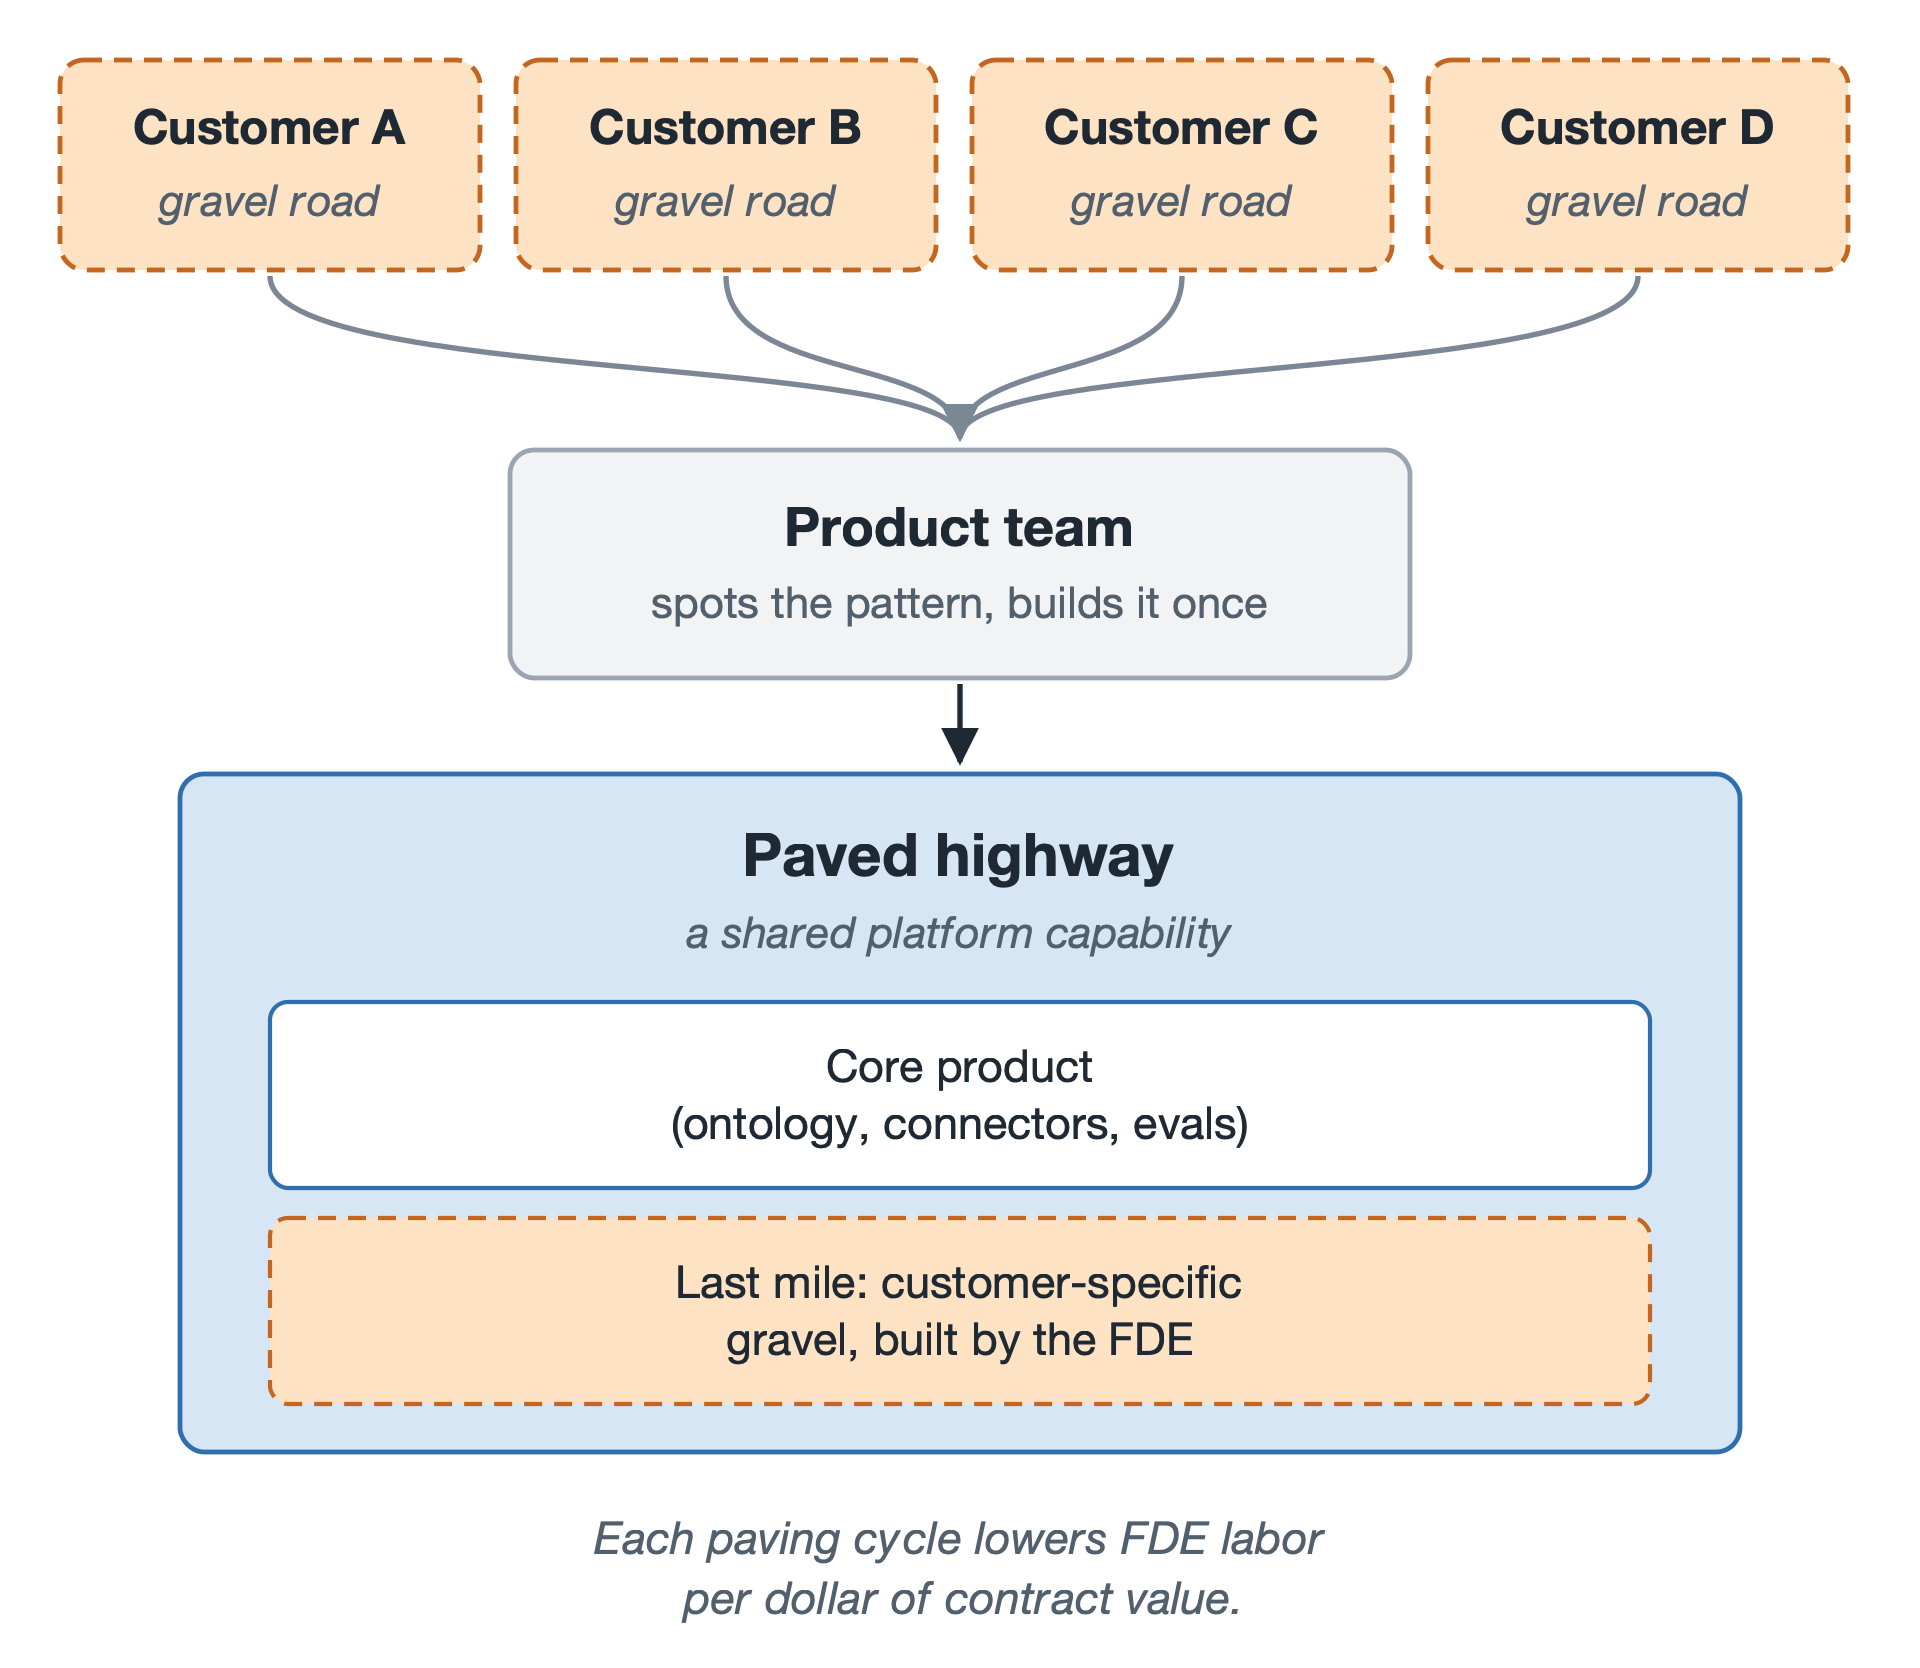 Customer A
gravel road
Customer B
gravel road
Customer C
gravel road
Customer D
gravel road
Product team
spots the pattern, builds it once
Paved highway
a shared platform capability
Core product
(ontology, connectors, evals)
Last mile: customer-specific
gravel, built by the FDE
Each paving cycle lowers FDE labor
per dollar of contract value.